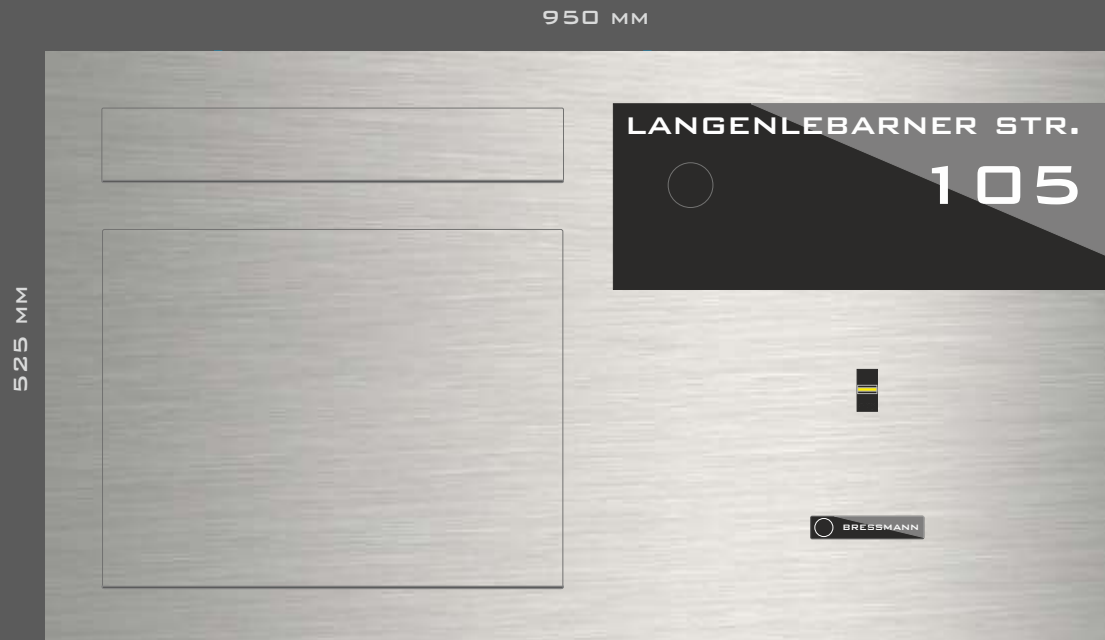 950 MM
525 MM
LANGENLEBARNER STR.
105
BRESSMANN